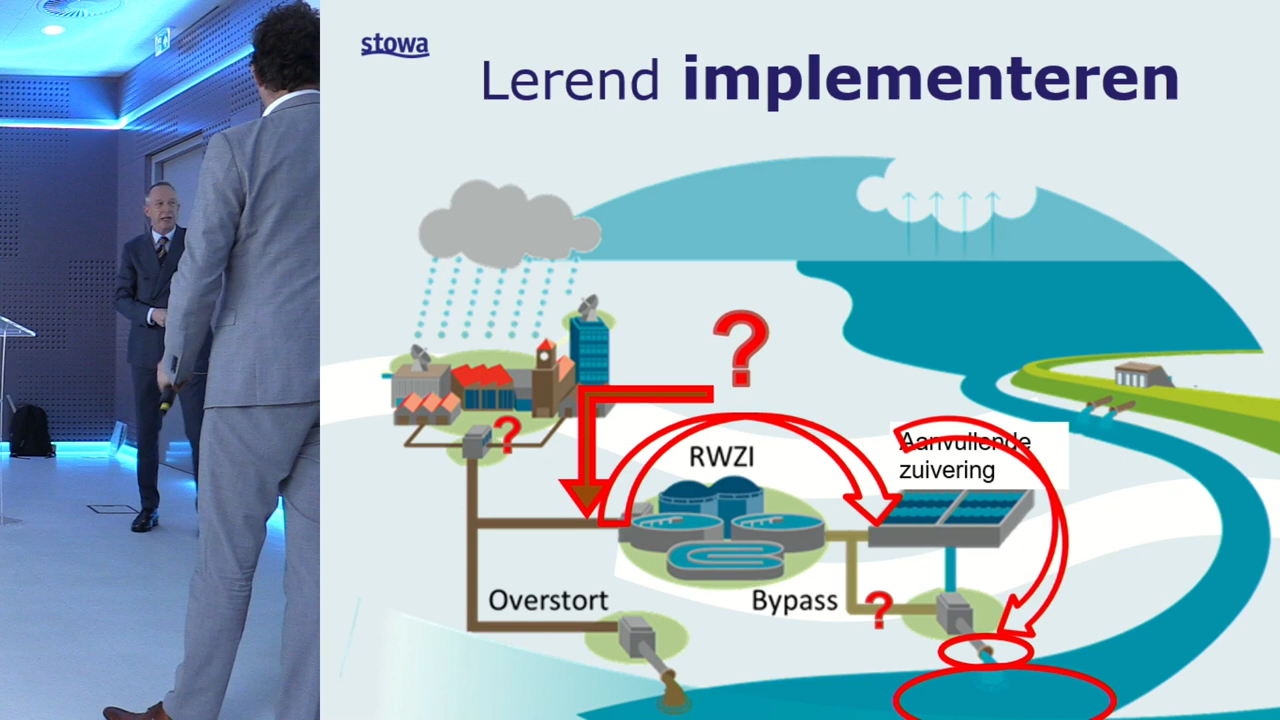 stowa
Lerend implementeren
?
?
Aanvullende
zuivering
RWZI
Overstort
Bypass
?